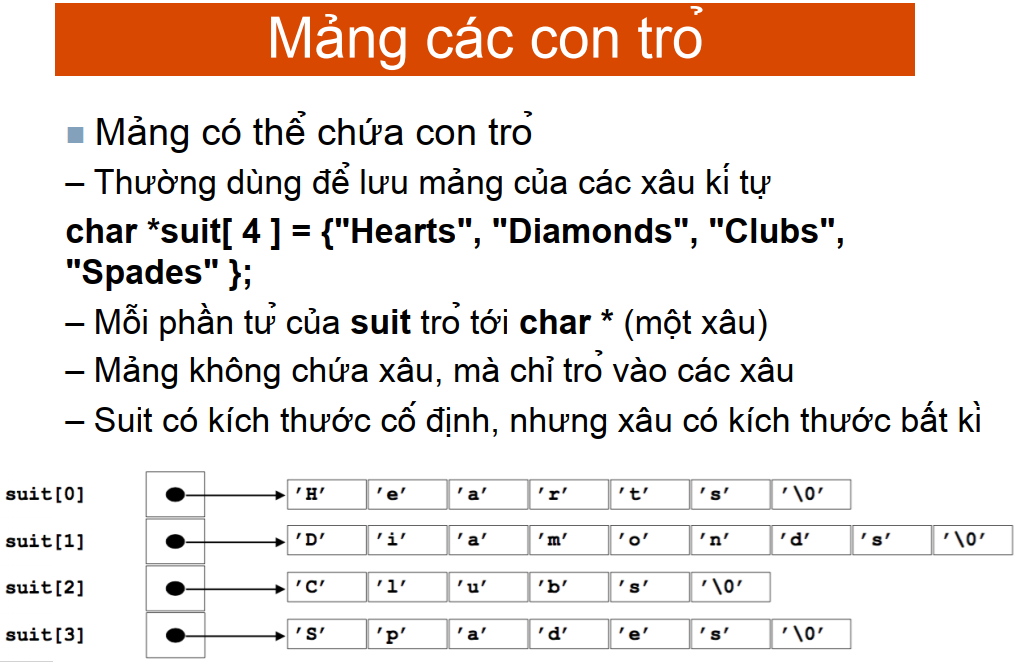 Mảng các con trỏ
Mảng có thể chứa con trỏ
– Thường dùng để lưu mảng của các xâu kí tự
char *suit[ 4 ] = {"Hearts", "Diamonds", "Clubs",
"Spades" };
– Mỗi phần tử của suit trỏ tới char * (một xâu)
– Mảng không chứa xâu, mà chỉ trỏ vào các xâu
– Suit có kích thước cố định, nhưng xâu có kích thước bất kì
suit[0] ’H’ ’e’ ’a’ ’r’ ’t’ ’s’ ’\0’
suit[1] ’D’ ’i’ ’a’ ’m’ ’o’ ’n’ ’d’ ’s’ ’\0’
suit[2] ’C’ ’l’ ’u’ ’b’ ’s’ ’\0’
suit[3] ’S’ ’p’ ’a’ ’d’ ’e’ ’s’ ’\0’